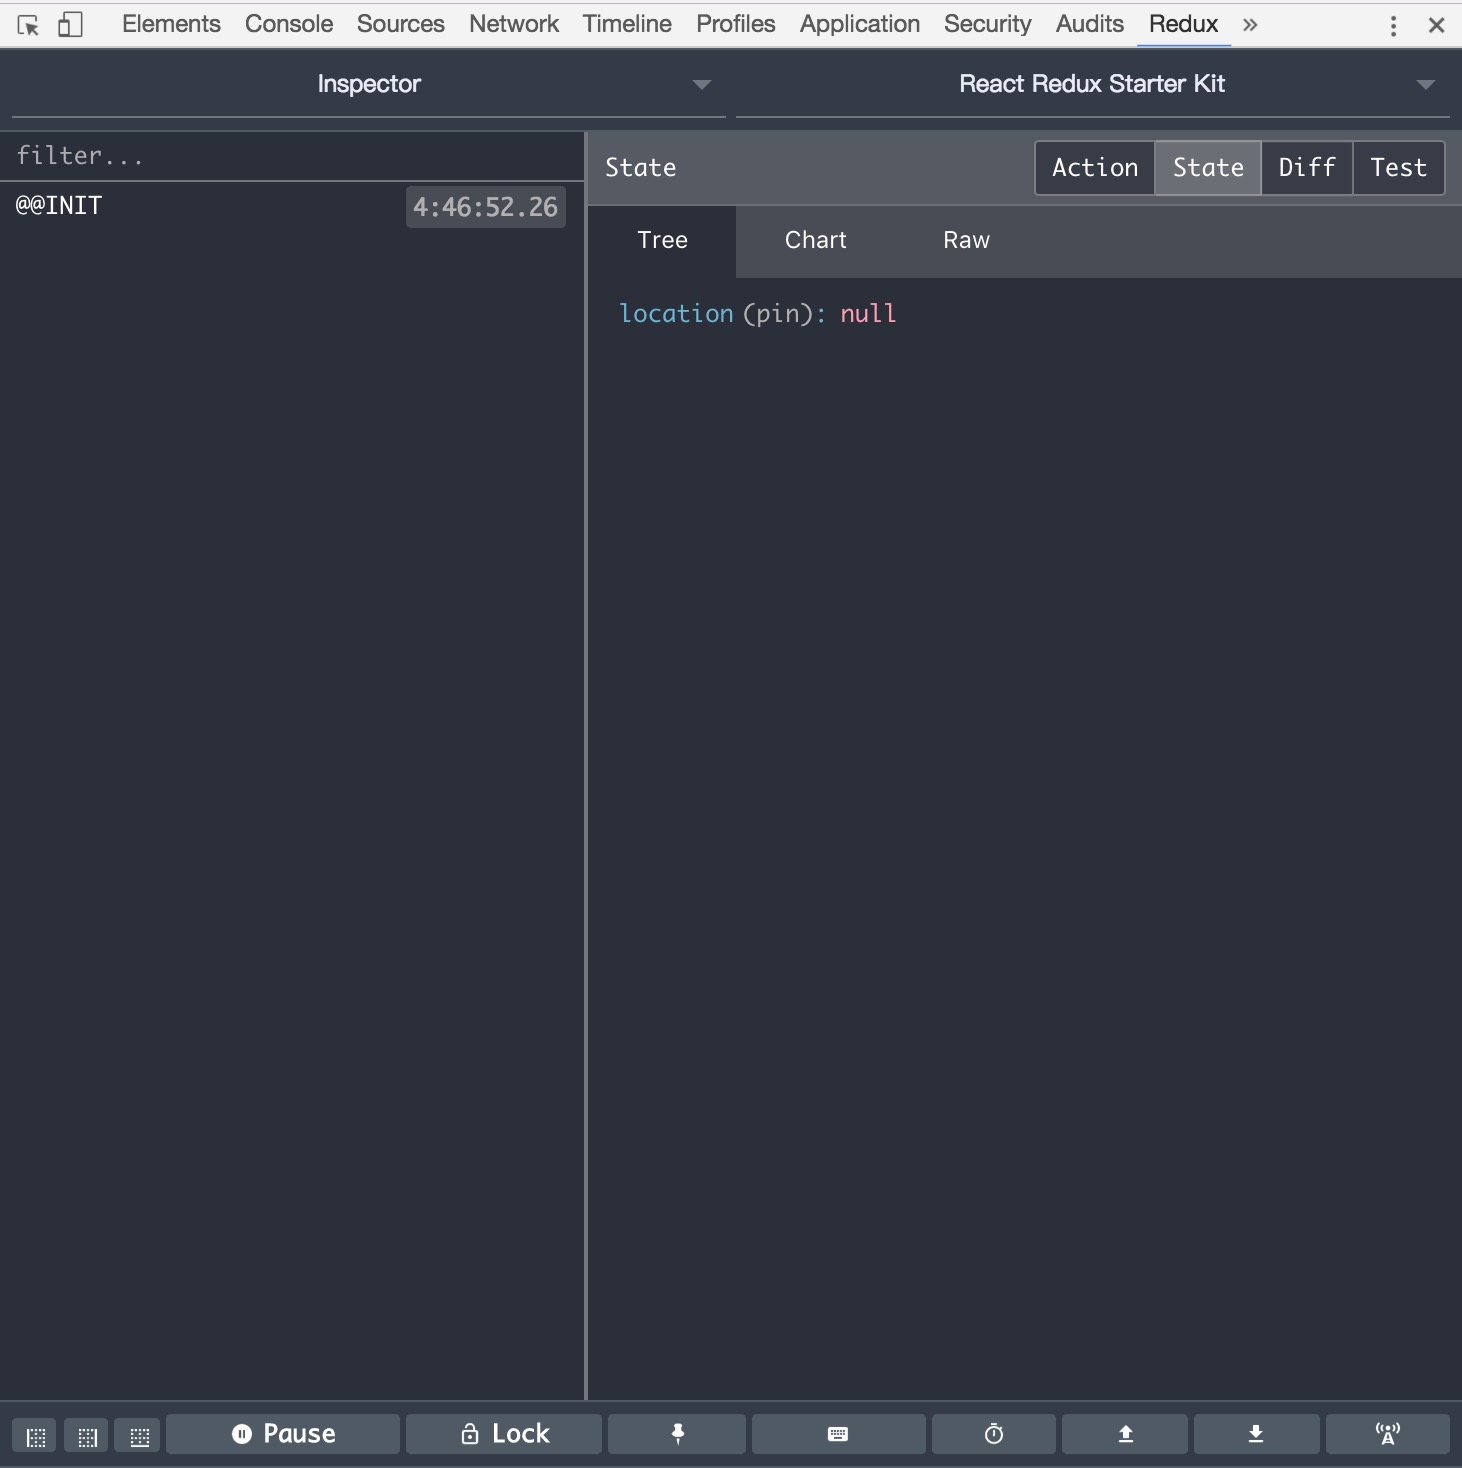 Elements Console Sources Network Timeline Profiles Application Security Audits Redux »
Inspector React Redux Starter Kit
filter...
@@INIT 4:46:52.26
State Action State Diff Test
Tree Chart Raw
location (pin): null
Pause Lock